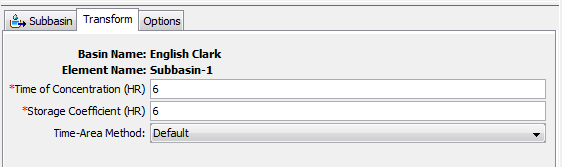 Subbasin Transform Options
Basin Name: English Clark
Element Name: Subbasin-1
*Time of Concentration (HR) 6
*Storage Coefficient (HR) 6
Time-Area Method: Default